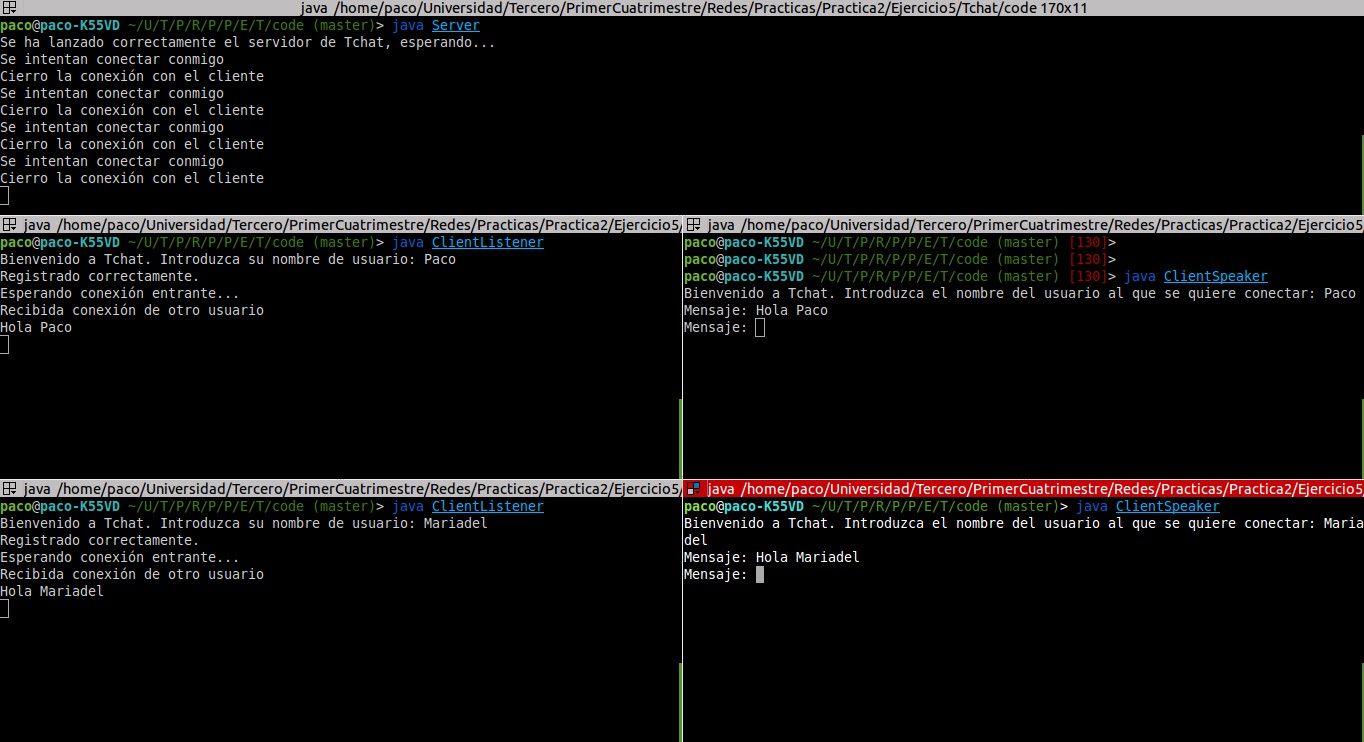 java /home/paco/Universidad/Tercero/PrimerCuatrimestre/Redes/Practicas/Practica2/Ejercicio5/Tchat/code 170x11
paco@paco-K55VD ~/U/T/P/R/P/P/E/T/code (master)> java Server
Se ha lanzado correctamente el servidor de Tchat, esperando...
Se intentan conectar conmigo
Cierro la conexión con el cliente
Se intentan conectar conmigo
Cierro la conexión con el cliente
Se intentan conectar conmigo
Cierro la conexión con el cliente
Se intentan conectar conmigo
Cierro la conexión con el cliente
java /home/paco/Universidad/Tercero/PrimerCuatrimestre/Redes/Practicas/Practica2/Ejercicio5/
paco@paco-K55VD ~/U/T/P/R/P/P/E/T/code (master)> java ClientListener
Bienvenido a Tchat. Introduzca su nombre de usuario: Paco
Registrado correctamente.
Esperando conexión entrante...
Recibida conexión de otro usuario
Hola Paco
java /home/paco/Universidad/Tercero/PrimerCuatrimestre/Redes/Practicas/Practica2/Ejercicio5
paco@paco-K55VD ~/U/T/P/R/P/P/E/T/code (master) [130]>
paco@paco-K55VD ~/U/T/P/R/P/P/E/T/code (master) [130]>
paco@paco-K55VD ~/U/T/P/R/P/P/E/T/code (master) [130]> java ClientSpeaker
Bienvenido a Tchat. Introduzca el nombre del usuario al que se quiere conectar: Paco
Mensaje: Hola Paco
Mensaje:
java /home/paco/Universidad/Tercero/PrimerCuatrimestre/Redes/Practicas/Practica2/Ejercicio5/
paco@paco-K55VD ~/U/T/P/R/P/P/E/T/code (master)> java ClientListener
Bienvenido a Tchat. Introduzca su nombre de usuario: Mariadel
Registrado correctamente.
Esperando conexión entrante...
Recibida conexión de otro usuario
Hola Mariadel
java /home/paco/Universidad/Tercero/PrimerCuatrimestre/Redes/Practicas/Practica2/Ejercicio5
paco@paco-K55VD ~/U/T/P/R/P/P/E/T/code (master)> java ClientSpeaker
Bienvenido a Tchat. Introduzca el nombre del usuario al que se quiere conectar: Maria
del
Mensaje: Hola Mariadel
Mensaje: